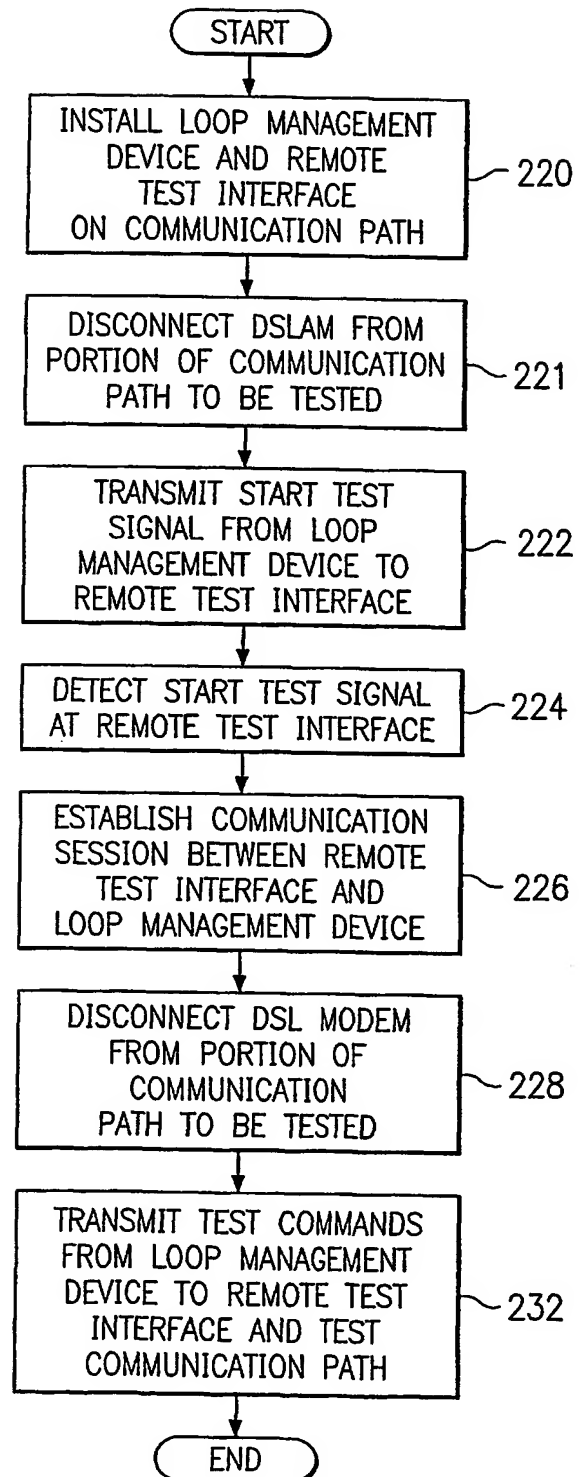 START
INSTALL LOOP MANAGEMENT
DEVICE AND REMOTE
TEST INTERFACE
ON COMMUNICATION PATH
220
DISCONNECT DSLAM FROM
PORTION OF COMMUNICATION
PATH TO BE TESTED
221
TRANSMIT START TEST
SIGNAL FROM LOOP
MANAGEMENT DEVICE TO
REMOTE TEST INTERFACE
222
DETECT START TEST SIGNAL
AT REMOTE TEST INTERFACE
224
ESTABLISH COMMUNICATION
SESSION BETWEEN REMOTE
TEST INTERFACE AND
LOOP MANAGEMENT DEVICE
226
DISCONNECT DSL MODEM
FROM PORTION OF
COMMUNICATION
PATH TO BE TESTED
228
TRANSMIT TEST COMMANDS
FROM LOOP MANAGEMENT
DEVICE TO REMOTE TEST
INTERFACE AND TEST
COMMUNICATION PATH
232
END